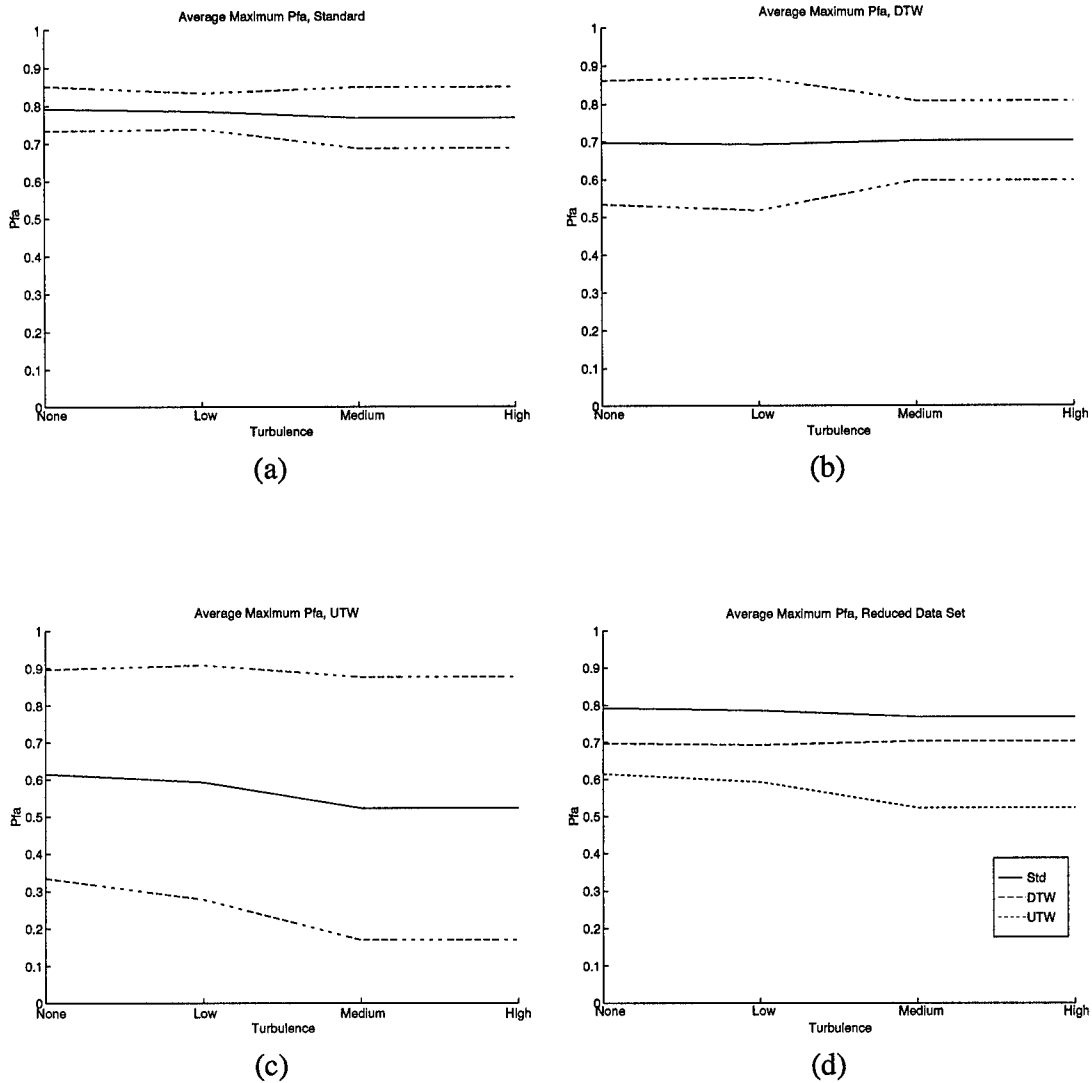 Average Maximum Pfa, Standard
1
0.9
0.8
0.7
0.6
0.5
0.4
0.3
0.2
0.1
0
Pfa
None Low Medium High
Turbulence
(a)
Average Maximum Pfa, DTW
1
0.9
0.8
0.7
0.6
0.5
0.4
0.3
0.2
0.1
0
Pfa
None Low Medium High
Turbulence
(b)
Average Maximum Pfa, UTW
1
0.9
0.8
0.7
0.6
0.5
0.4
0.3
0.2
0.1
0
Pfa
None Low Medium High
Turbulence
(c)
Average Maximum Pfa, Reduced Data Set
1
0.9
0.8
0.7
0.6
0.5
0.4
0.3
0.2
0.1
0
Pfa
Std
DTW
UTW
None Low Medium High
Turbulence
(d)